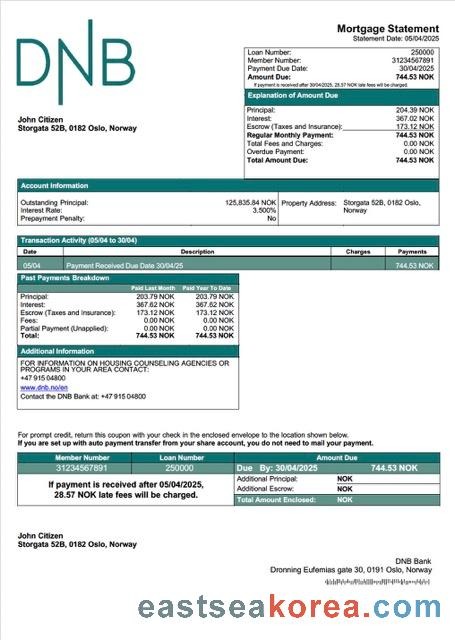 DNB
Mortgage Statement
Statement Date: 05/04/2025
Loan Number: 250000
Member Number: 31234567891
Payment Due Date: 30/04/2025
Amount Due: 744.53 NOK
If payment is received after 30/04/2025, 28.57 NOK late fees will be charged.
John Citizen
Storgata 52B, 0182 Oslo, Norway
Explanation of Amount Due
Principal: 204.39 NOK
Interest: 367.02 NOK
Escrow (Taxes and Insurance): 173.12 NOK
Regular Monthly Payment: 744.53 NOK
Total Fees and Charges: 0.00 NOK
Overdue Payment: 0.00 NOK
Total Amount Due: 744.53 NOK
Account Information
Outstanding Principal: 125,835.84 NOK
Interest Rate: 3.500%
Prepayment Penalty: No
Property Address: Storgata 52B, 0182 Oslo,
Norway
Transaction Activity (05/04 to 30/04)
Date Description Charges Payments
05/04 Payment Received Due Date 30/04/25 744.53 NOK
Past Payments Breakdown
Paid Last Month Paid Year To Date
Principal: 203.79 NOK 203.79 NOK
Interest: 367.62 NOK 367.62 NOK
Escrow (Taxes and Insurance): 173.12 NOK 173.12 NOK
Fees: 0.00 NOK 0.00 NOK
Partial Payment (Unapplied): 0.00 NOK 0.00 NOK
Total: 744.53 NOK 744.53 NOK
Additional Information
FOR INFORMATION ON HOUSING COUNSELING AGENCIES OR
PROGRAMS IN YOUR AREA CONTACT:
+47 915 04800
www.dnb.no/en
Contact the DNB Bank at: +47 915 04800
For prompt credit, return this coupon with your check in the enclosed envelope to the location shown below.
If you are set up with auto payment transfer from your share account, you do not need to mail your payment.
Member Number Loan Number Amount Due
31234567891 250000 Due By: 30/04/2025 744.53 NOK
If payment is received after 05/04/2025,
28.57 NOK late fees will be charged.
Additional Principal: NOK
Additional Escrow: NOK
Total Amount Enclosed: NOK
John Citizen
Storgata 52B, 0182 Oslo, Norway
DNB Bank
Dronning Eufemias gate 30, 0191 Oslo, Norway
eastseakorea.com